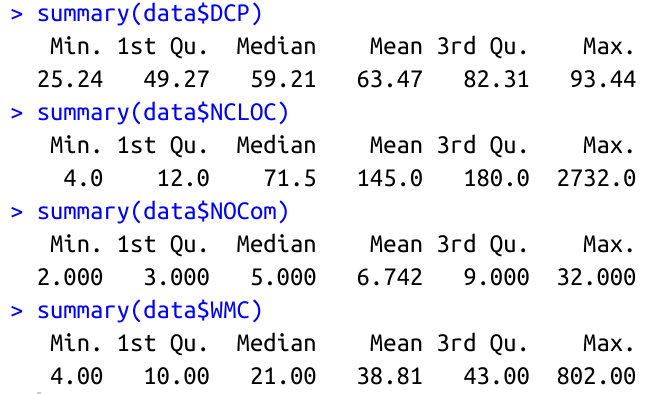 > summary(data$DCP)
Min. 1st Qu. Median Mean 3rd Qu. Max.
25.24 49.27 59.21 63.47 82.31 93.44
> summary(data$NCLOC)
Min. 1st Qu. Median Mean 3rd Qu. Max.
4.0 12.0 71.5 145.0 180.0 2732.0
> summary(data$NOCom)
Min. 1st Qu. Median Mean 3rd Qu. Max.
2.000 3.000 5.000 6.742 9.000 32.000
> summary(data$WMC)
Min. 1st Qu. Median Mean 3rd Qu. Max.
4.00 10.00 21.00 38.81 43.00 802.00